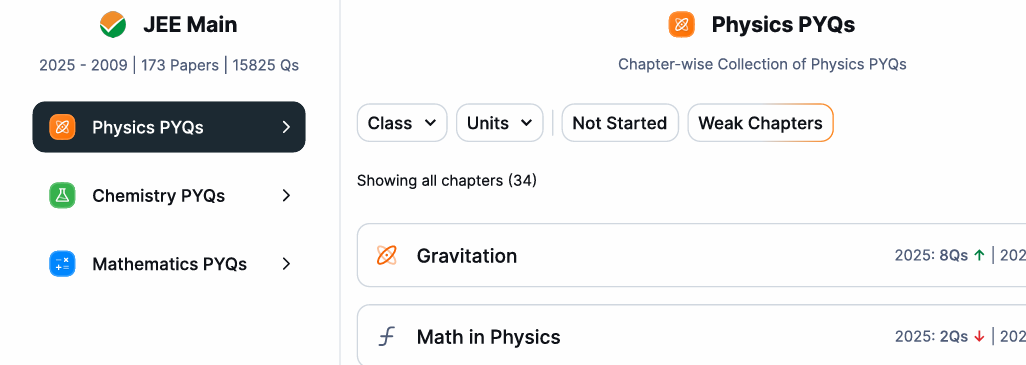 JEE Main
2025 - 2009 | 173 Papers | 15825 Qs
Physics PYQs
Chemistry PYQs
Mathematics PYQs
Physics PYQs
Chapter-wise Collection of Physics PYQs
Class
Units
Not Started
Weak Chapters
Showing all chapters (34)
Gravitation
2025: 8Qs ↑ | 202
Math in Physics
2025: 2Qs ↓ | 202